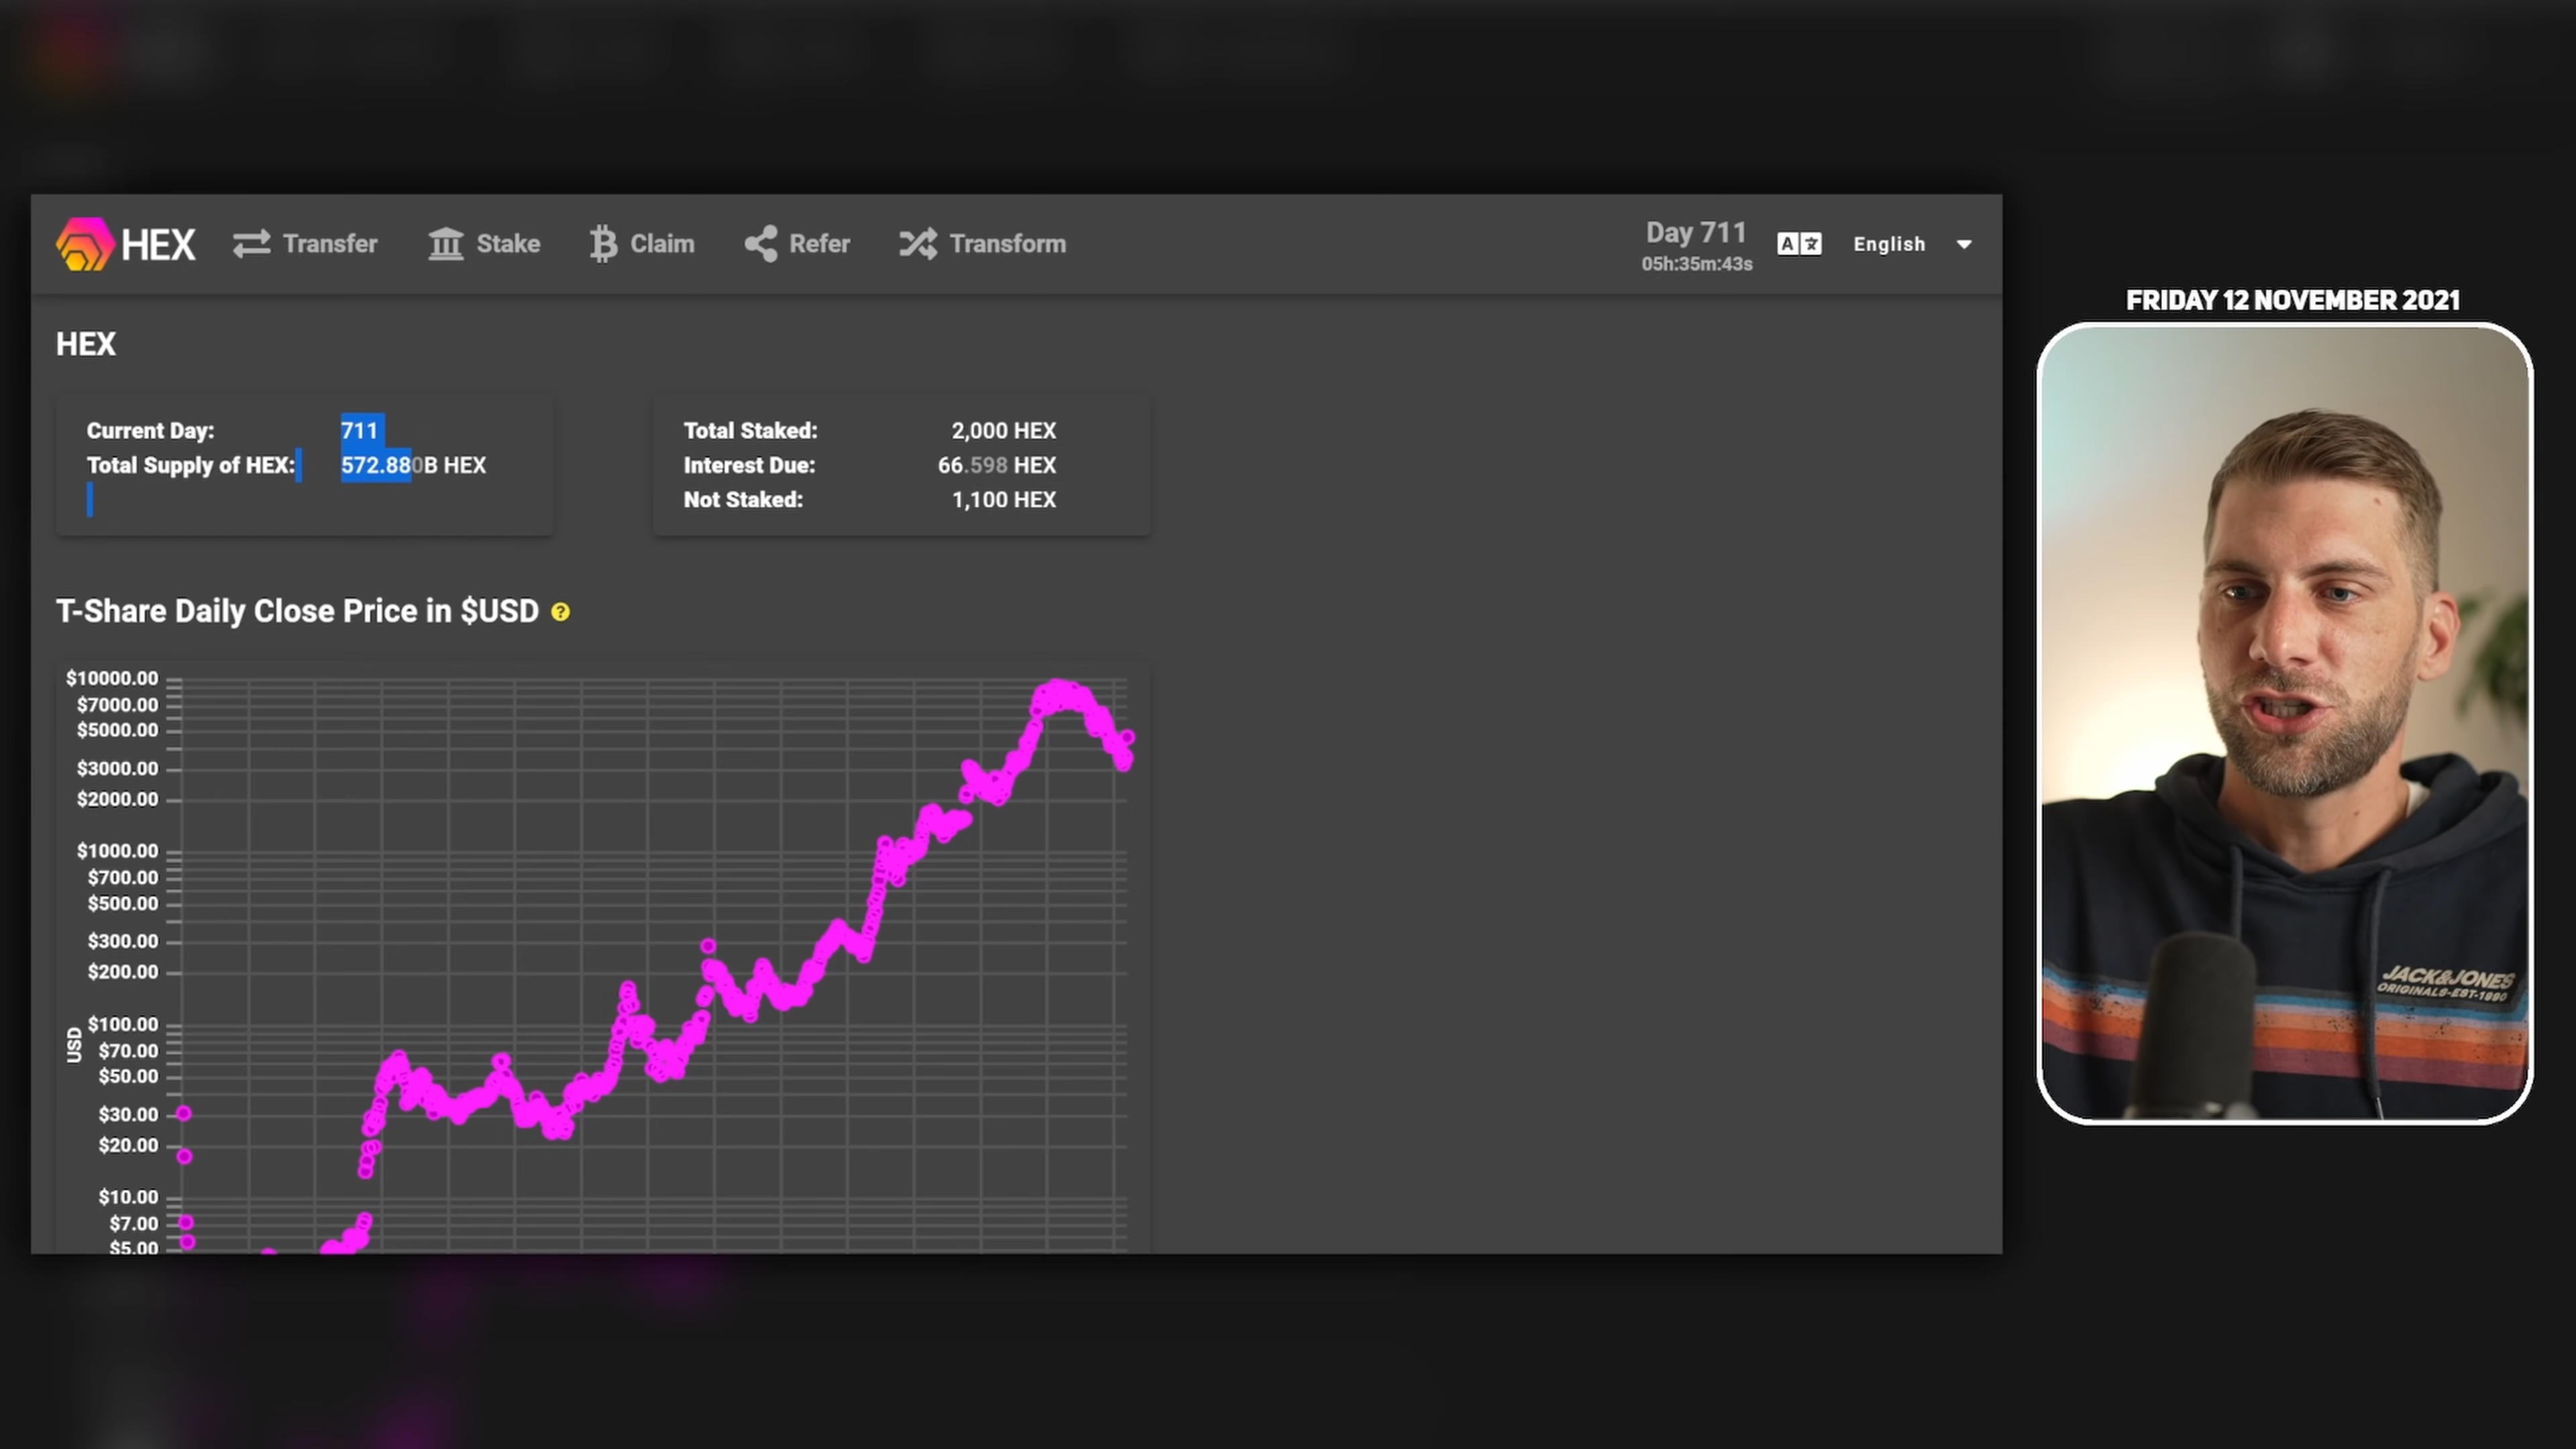 HEX
Transfer
Stake
Claim
Refer
Transform
Day 711
05h:35m:43s
A
English
HEX
Current Day: 711
Total Supply of HEX: 572.880B HEX
Total Staked: 2,000 HEX
Interest Due: 66.598 HEX
Not Staked: 1,100 HEX
T-Share Daily Close Price in $USD ?
$10000.00
$7000.00
$5000.00
$3000.00
$2000.00
$1000.00
$700.00
$500.00
$300.00
$200.00
$100.00
USD
$70.00
$50.00
$30.00
$20.00
$10.00
$7.00
$5.00
FRIDAY 12 NOVEMBER 2021
JACK&JONES
ORIGINALS-EST-1990